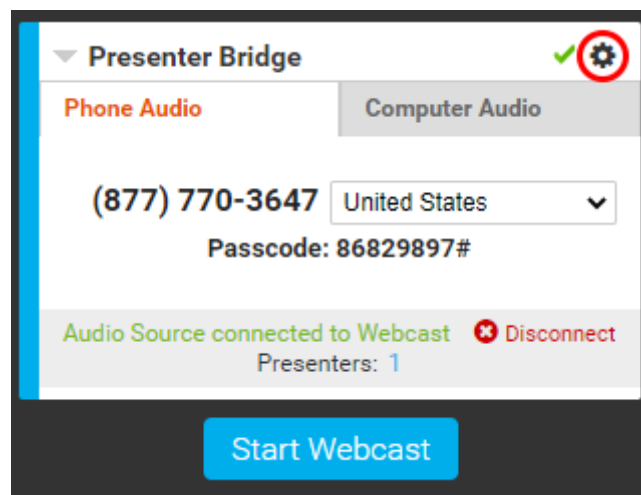 Presenter Bridge
Phone Audio Computer Audio
(877) 770-3647 United States
Passcode: 86829897#
Audio Source connected to Webcast Disconnect
Presenters: 1
Start Webcast